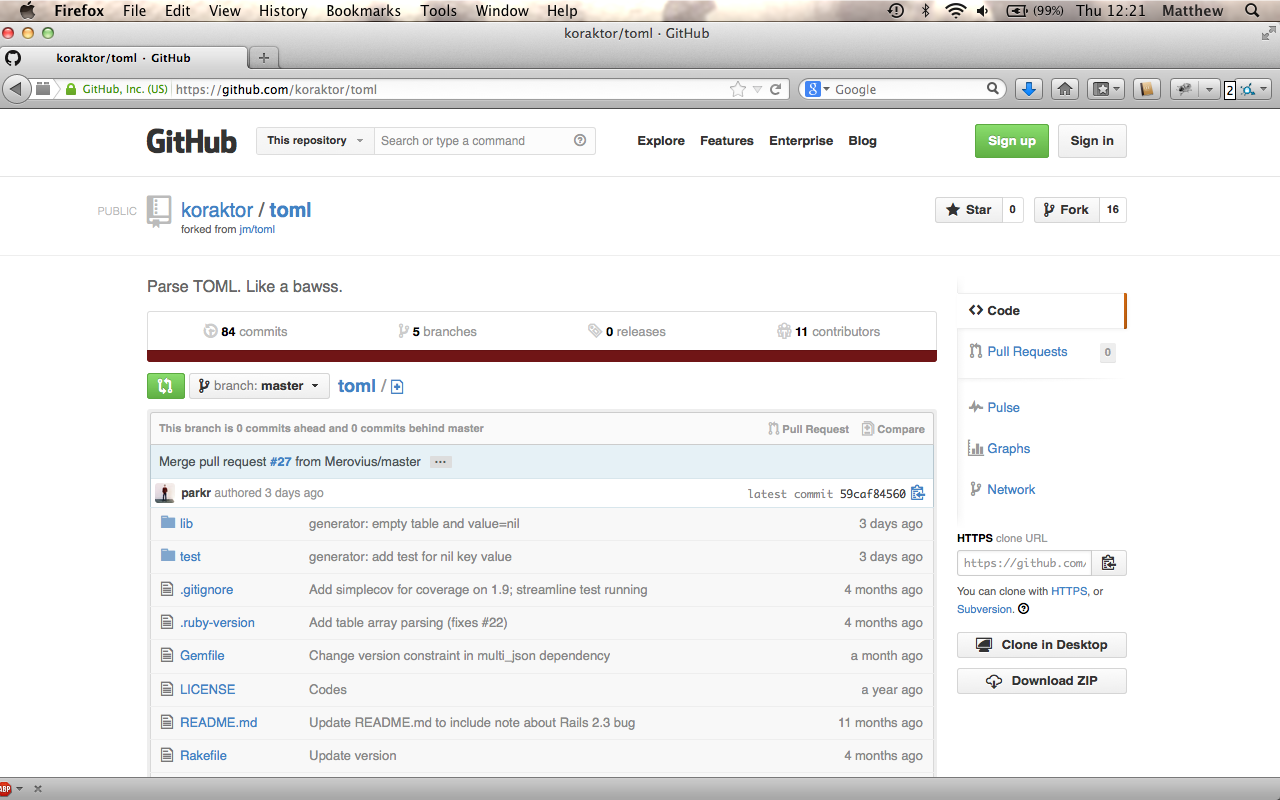 Firefox File Edit View History Bookmarks Tools Window Help (99%) Thu 12:21 Matthew
koraktor/toml · GitHub
koraktor/toml · GitHub
GitHub, Inc. (US) https://github.com/koraktor/toml Google 2
GitHub This repository Search or type a command Explore Features Enterprise Blog Sign up Sign in
PUBLIC koraktor / toml Star 0 Fork 16
forked from jm/toml
Parse TOML. Like a bawss.
84 commits 5 branches 0 releases 11 contributors
branch: master toml /
This branch is 0 commits ahead and 0 commits behind master Pull Request Compare
Merge pull request #27 from Merovius/master ...
parkr authored 3 days ago latest commit 59caf84560
lib generator: empty table and value=nil 3 days ago
test generator: add test for nil key value 3 days ago
.gitignore Add simplecov for coverage on 1.9; streamline test running 4 months ago
.ruby-version Add table array parsing (fixes #22) 4 months ago
Gemfile Change version constraint in multi_json dependency a month ago
LICENSE Codes a year ago
README.md Update README.md to include note about Rails 2.3 bug 11 months ago
Rakefile Update version 4 months ago
Code
Pull Requests 0
Pulse
Graphs
Network
HTTPS clone URL
https://github.com/
You can clone with HTTPS, or
Subversion.
Clone in Desktop
Download ZIP
ABP